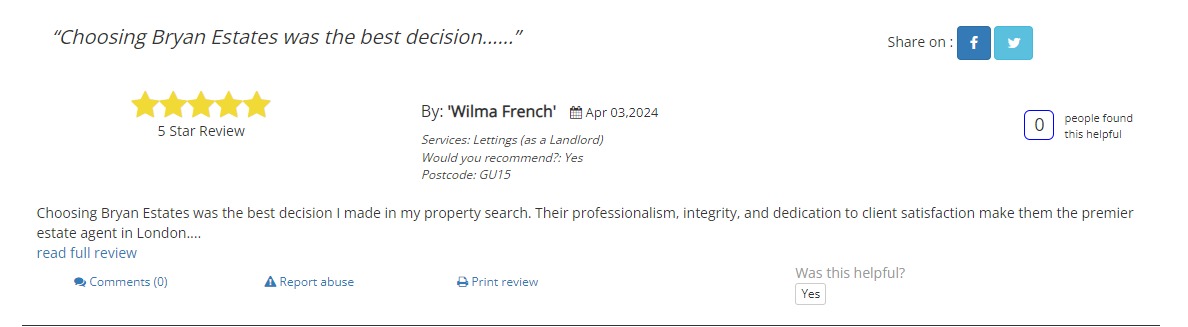 “Choosing Bryan Estates was the best decision......”
Share on :
5 Star Review
By: 'Wilma French' Apr 03,2024
Services: Lettings (as a Landlord)
Would you recommend?: Yes
Postcode: GU15
0
people found
this helpful
Choosing Bryan Estates was the best decision I made in my property search. Their professionalism, integrity, and dedication to client satisfaction make them the premier
estate agent in London....
read full review
Comments (0) Report abuse Print review
Was this helpful?
Yes